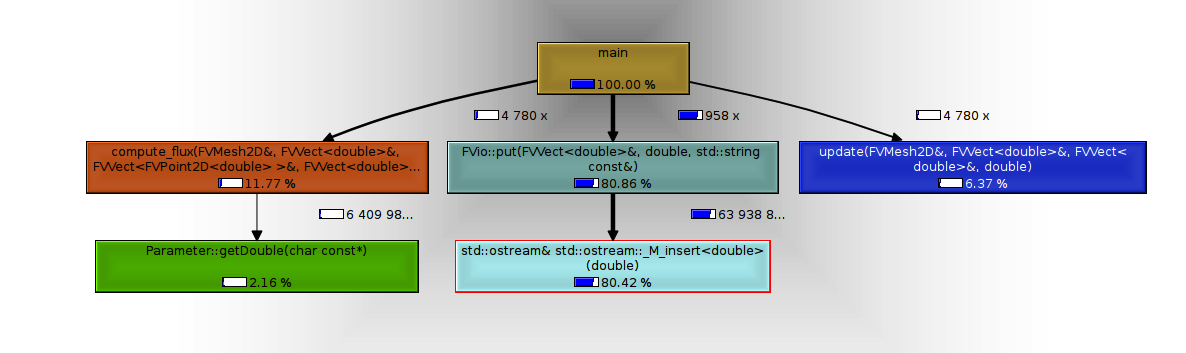 main
100.00 %
4 780 x
958 x
4 780 x
compute_flux(FVMesh2D&, FVVect<double>&,
FVVect<FVPoint2D<double> >&, FVVect<double>...
11.77 %
FVio::put(FVVect<double>&, double, std::string
const&)
80.86 %
update(FVMesh2D&, FVVect<double>&, FVVect<
double>&, double)
6.37 %
6 409 98...
63 938 8...
Parameter::getDouble(char const*)
2.16 %
std::ostream& std::ostream::_M_insert<double>
(double)
80.42 %